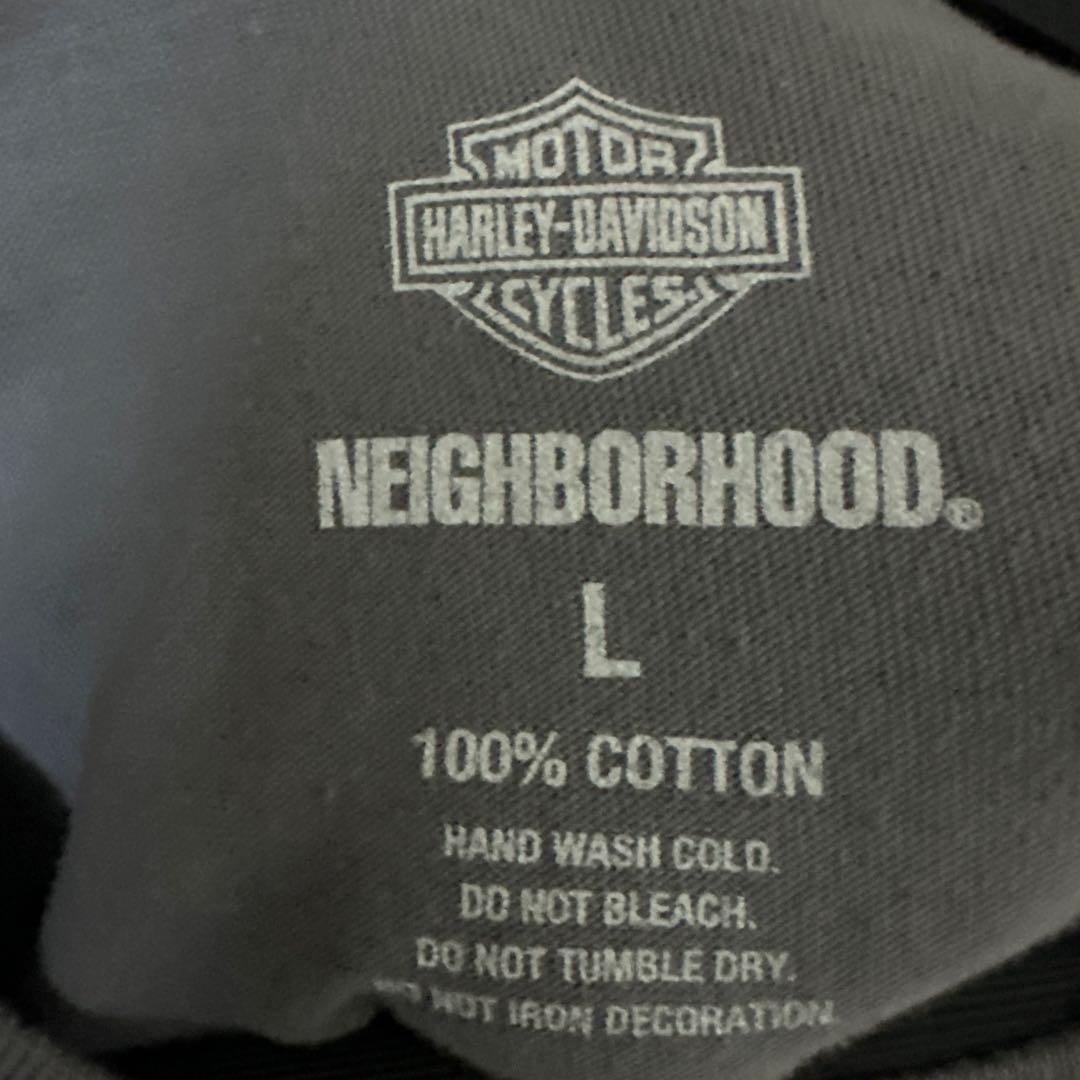 MOTOR
HARLEY-DAVIDSON
CYCLES
NEIGHBORHOOD®
L
100% COTTON
HAND WASH COLD.
DO NOT BLEACH.
DO NOT TUMBLE DRY.
DO NOT IRON DECORATION.